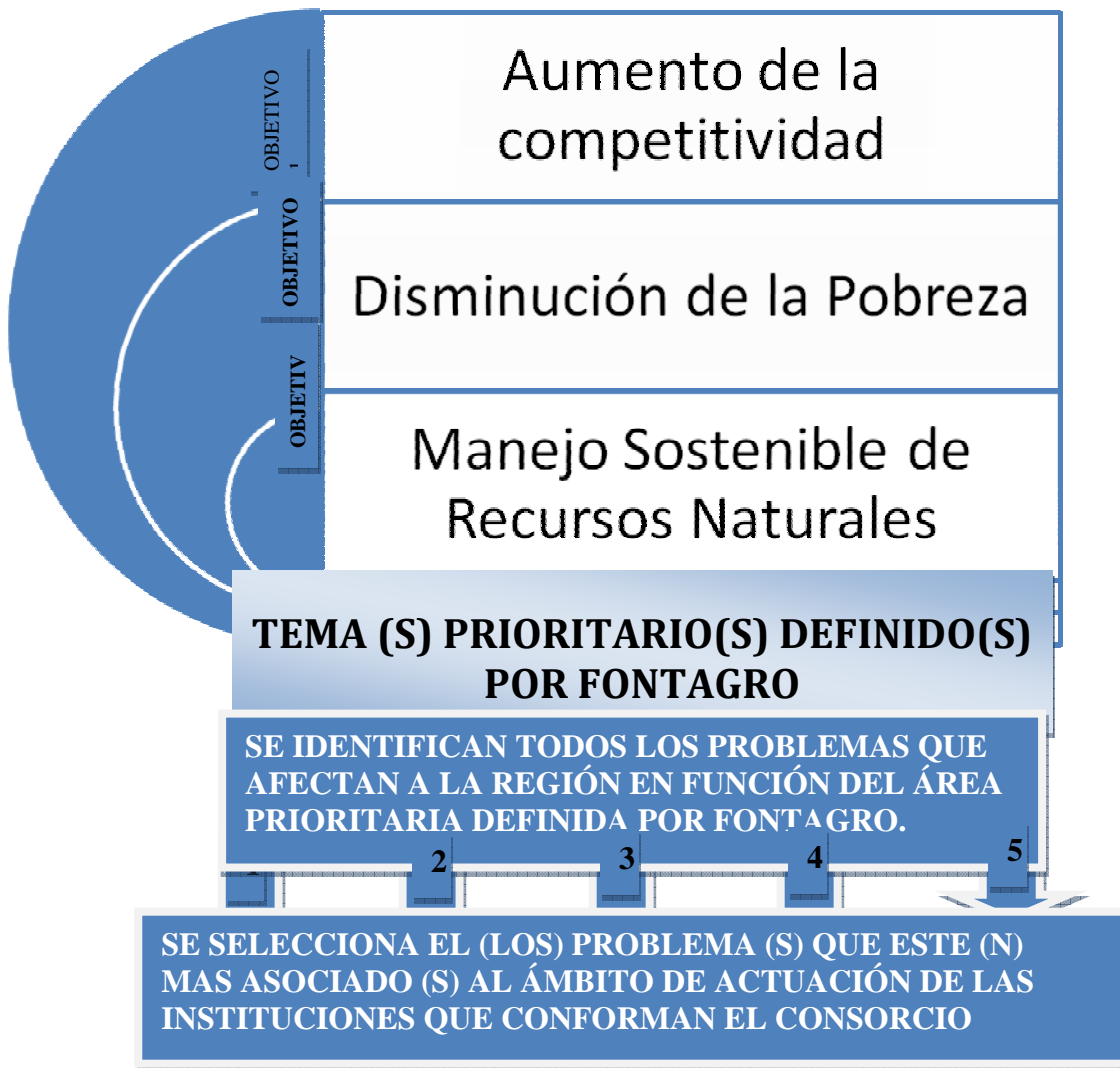 OBJETIVO
1
Aumento de la
competitividad
OBJETIVO
Disminución de la Pobreza
OBJETIV
Manejo Sostenible de
Recursos Naturales
TEMA (S) PRIORITARIO(S) DEFINIDO(S)
POR FONTAGRO
SE IDENTIFICAN TODOS LOS PROBLEMAS QUE
AFECTAN A LA REGIÓN EN FUNCIÓN DEL ÁREA
PRIORITARIA DEFINIDA POR FONTAGRO.
2 3 4 5
SE SELECCIONA EL (LOS) PROBLEMA (S) QUE ESTE (N)
MAS ASOCIADO (S) AL ÁMBITO DE ACTUACIÓN DE LAS
INSTITUCIONES QUE CONFORMAN EL CONSORCIO